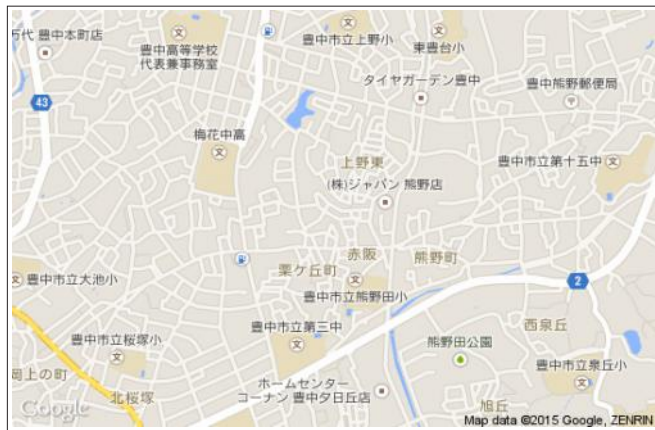 万代 豊中本町店
豊中高等学校
代表兼事務室
豊中市立上野小
東豊台小
タイヤガーデン豊中
豊中熊野郵便局
43
梅花中高
上野東
豊中市立第十五中
(株)ジャパン 熊野店
赤阪
熊野町
栗ケ丘町
豊中市立大池小
豊中市立熊野田小
2
西泉丘
豊中市立第三中
豊中市立桜塚小
熊野田公園
岡上の町
豊中市立泉丘小
ホームセンター
コーナン 豊中夕日丘店
北桜塚
旭丘
Google
Map data ©2015 Google, ZENRIN